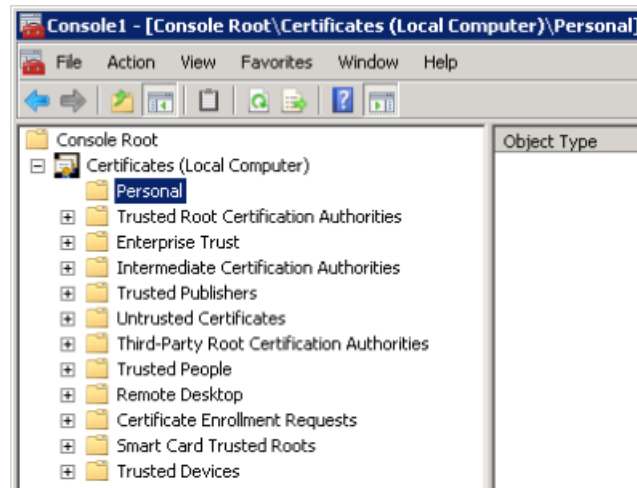 Console1 - [Console Root\Certificates (Local Computer)\Personal]
File Action View Favorites Window Help
Console Root
Object Type
Certificates (Local Computer)
Personal
Trusted Root Certification Authorities
Enterprise Trust
Intermediate Certification Authorities
Trusted Publishers
Untrusted Certificates
Third-Party Root Certification Authorities
Trusted People
Remote Desktop
Certificate Enrollment Requests
Smart Card Trusted Roots
Trusted Devices